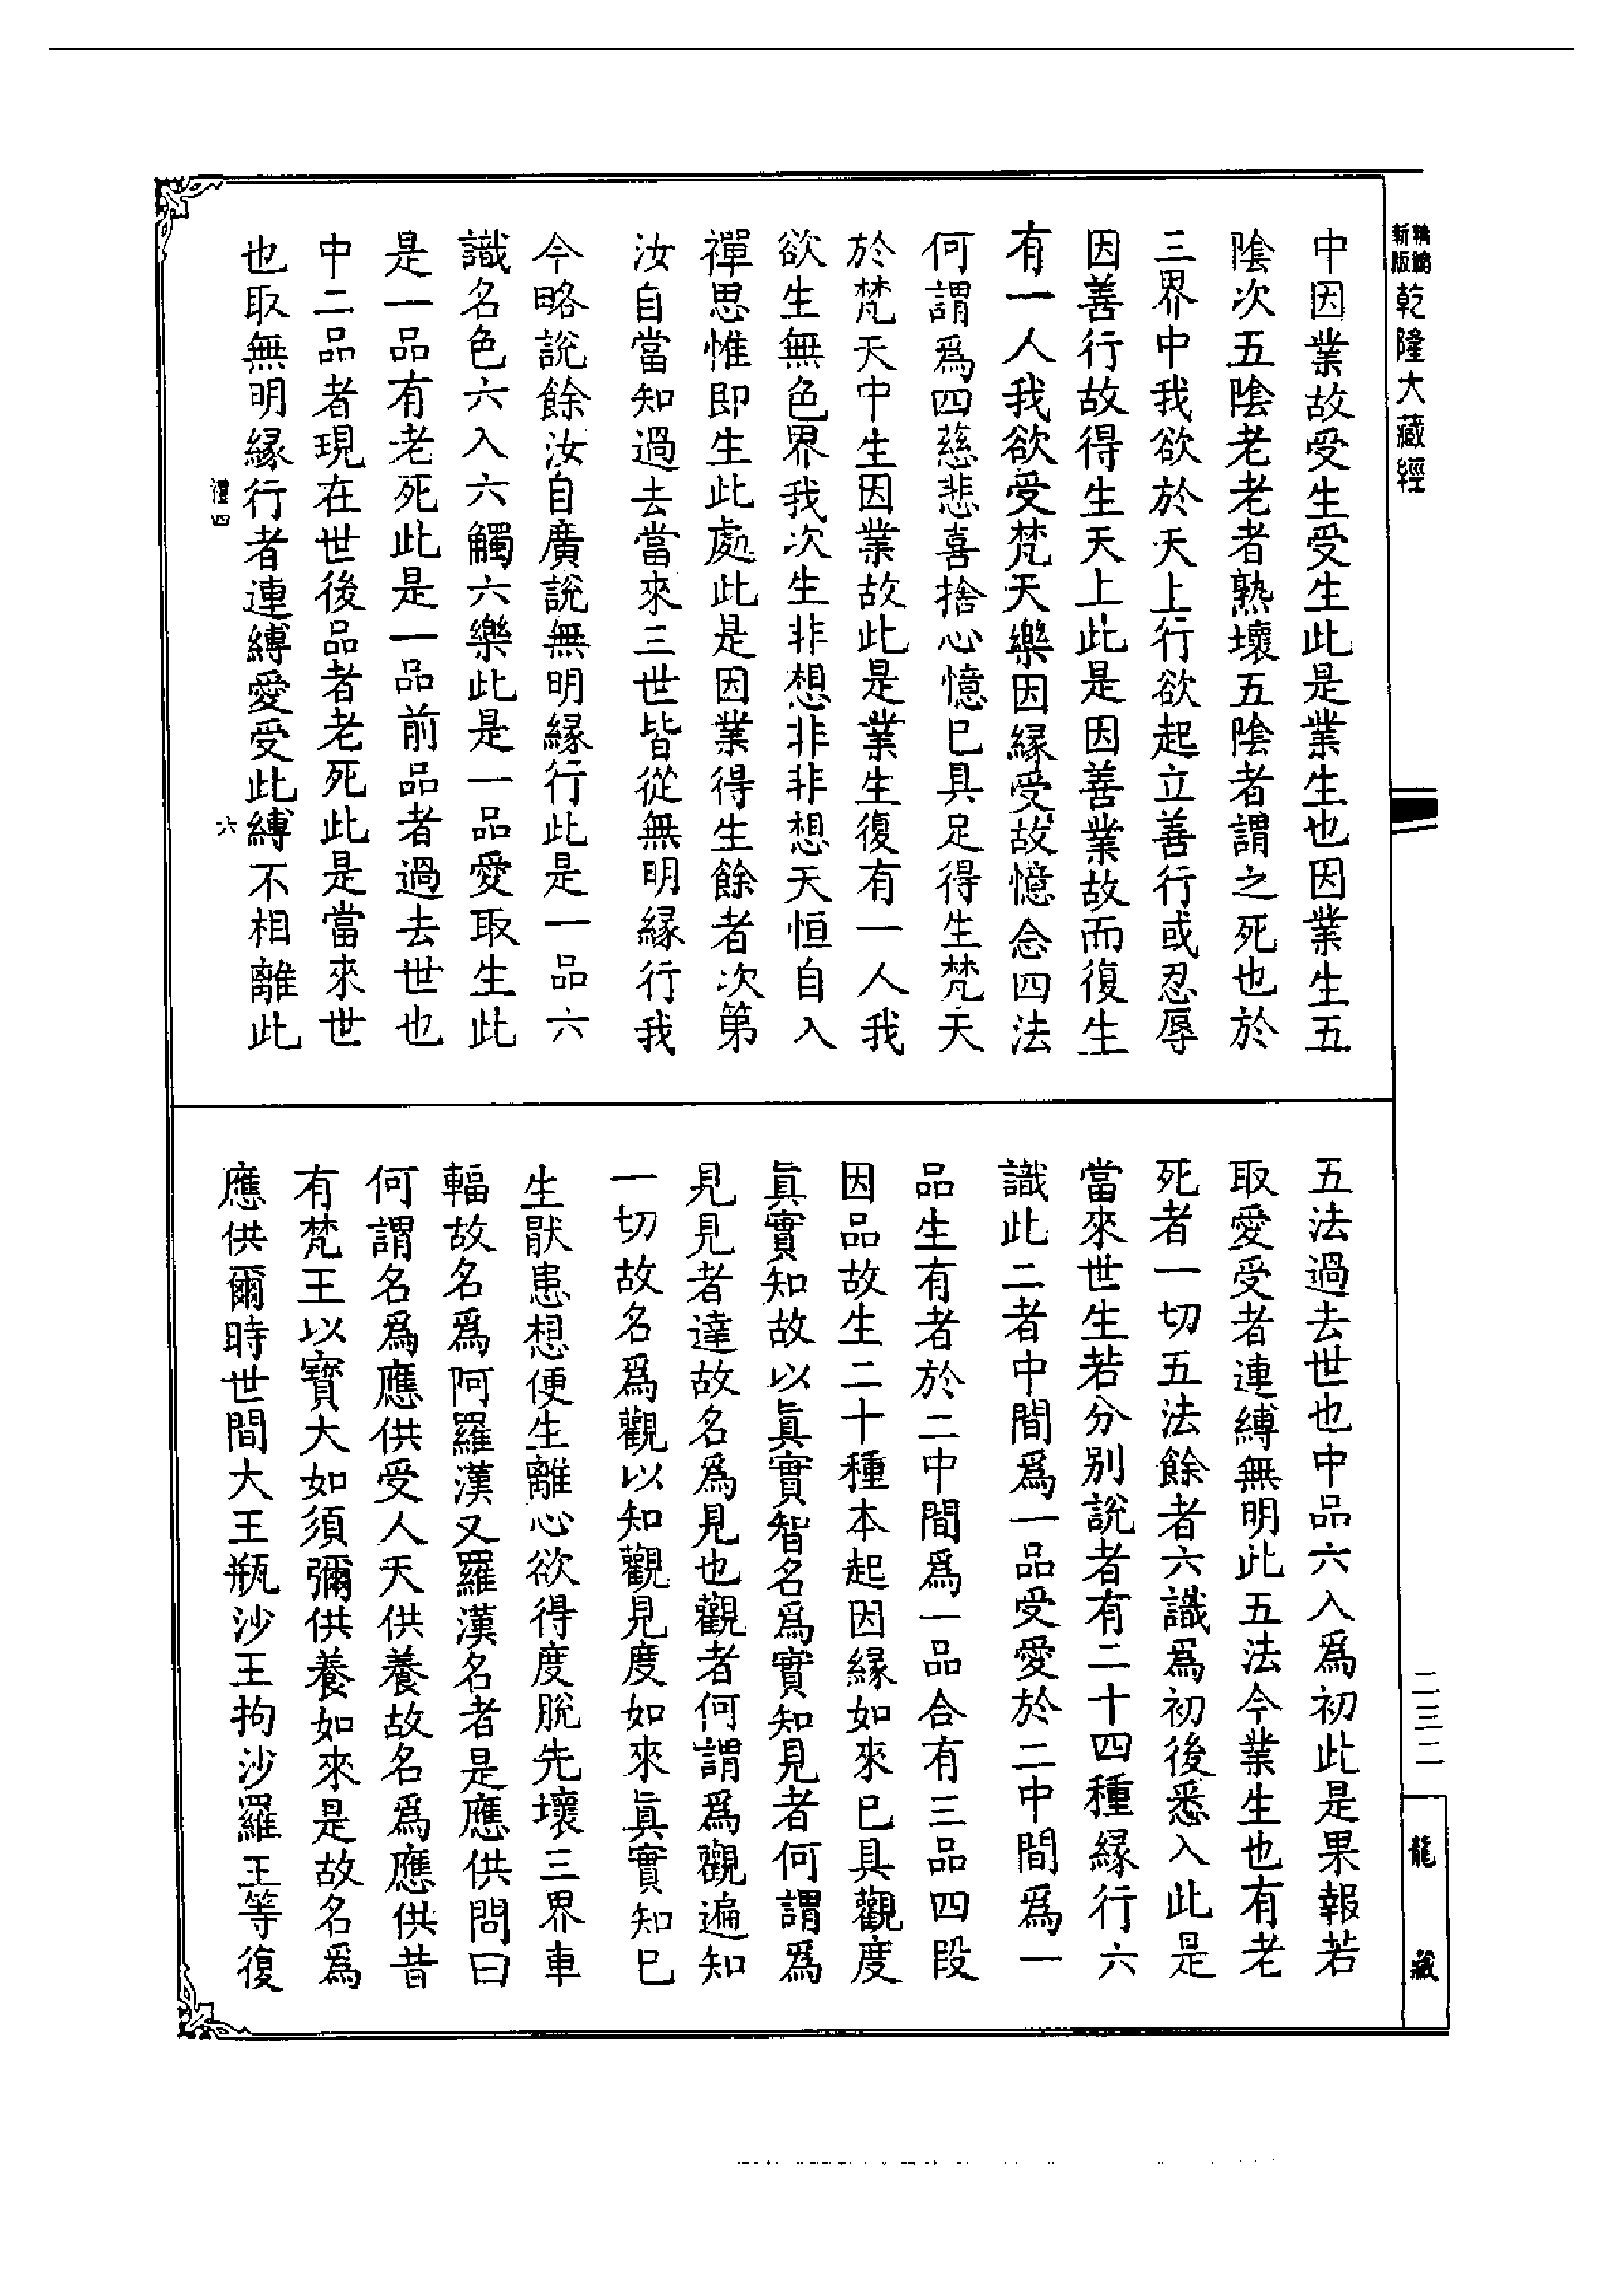 新版
精縮
乾隆大藏經
中因業故受生受生此是業生也因業生五
陰次五陰老老者熟壞五陰者謂之死也於
三界中我欲於天上行欲起立善行或忍辱
因善行故得生天上此是因善業故而復生
有一人我欲受梵天樂因緣受故憶念四法
何謂爲四慈悲喜捨心憶已具足得生梵天
於梵天中生因業故此是業生復有一人我
欲生無色界我次生非想非非想天恒自入
禪思惟即生此處此是因業得生餘者次第
汝自當知過去當來三世皆從無明緣行我
今略說餘汝自廣說無明緣行此是一品六
識名色六入六觸六樂此是一品愛取生此
是一品有老死此是一品前品者過去世也
中二品者現在世後品者老死此是當來世
也取無明緣行者連縛愛受此縛不相離此
禮四
六
五法過去世也中品六入爲初此是果報若
取愛受者連縛無明此五法今業生也有老
死者一切五法餘者六識爲初後悉入此是
當來世生若分別說者有二十四種緣行六
識此二者中間爲一品受愛於二中間爲一
品生有者於二中間爲一品合有三品四段
因品故生二十種本起因緣如來已具觀度
眞實知故以眞實智名爲實知見者何謂爲
見見者達故名爲見也觀者何謂爲觀遍知
一切故名爲觀以知觀見度如來眞實知已
生厭患想便生離心欲得度脫先壞三界車
輻故名爲阿羅漢又羅漢名者是應供問曰
何謂名爲應供受人天供養故名爲應供昔
有梵王以寶大如須彌供養如來是故名爲
應供爾時世間大王瓶沙王拘沙羅王等復
二三二
龍藏